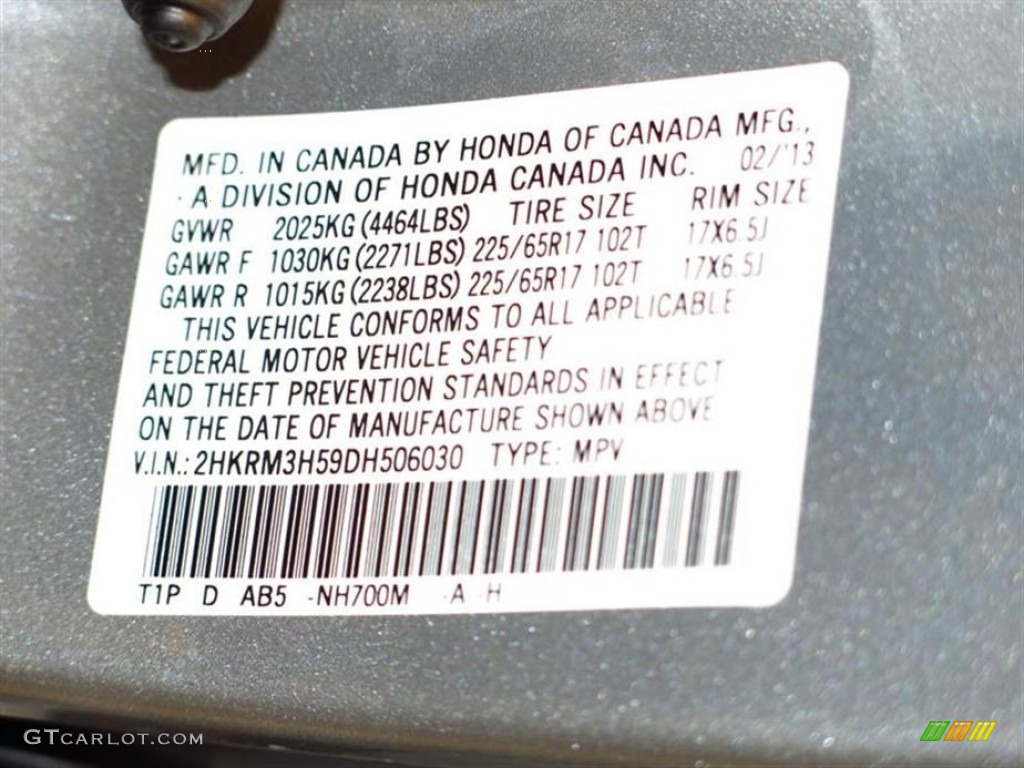 MFD. IN CANADA BY HONDA OF CANADA MFG.,
A DIVISION OF HONDA CANADA INC. 02/'13
GVWR 2025KG (4464LBS) TIRE SIZE RIM SIZE
GAWR F 1030KG (2271LBS) 225/65R17 102T 17X6.5J
GAWR R 1015KG (2238LBS) 225/65R17 102T 17X6.5J
THIS VEHICLE CONFORMS TO ALL APPLICABLE
FEDERAL MOTOR VEHICLE SAFETY
AND THEFT PREVENTION STANDARDS IN EFFECT
ON THE DATE OF MANUFACTURE SHOWN ABOVE
V.I.N.: 2HKRM3H59DH506030 TYPE: MPV
T1P D AB5 -NH700M -A H
GTCARLOT.COM